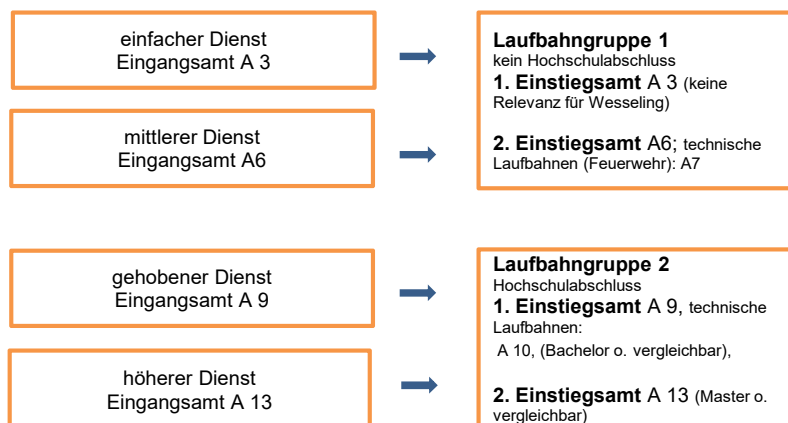 einfacher Dienst
Eingangsamt A 3
mittlerer Dienst
Eingangsamt A6
Laufbahngruppe 1
kein Hochschulabschluss
1. Einstiegsamt A 3 (keine
Relevanz für Wesseling)
2. Einstiegsamt A6; technische
Laufbahnen (Feuerwehr): A7
gehobener Dienst
Eingangsamt A 9
höherer Dienst
Eingangsamt A 13
Laufbahngruppe 2
Hochschulabschluss
1. Einstiegsamt A 9, technische
Laufbahnen:
A 10, (Bachelor o. vergleichbar),
2. Einstiegsamt A 13 (Master o.
vergleichbar)